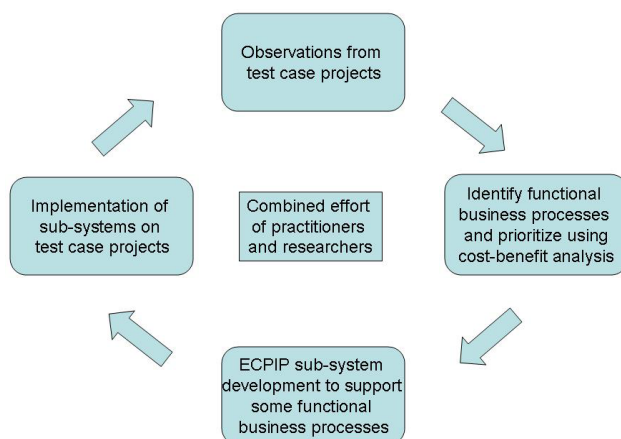 Observations from
test case projects
Implementation of
sub-systems on
test case projects
Combined effort
of practitioners
and researchers
Identify functional
business processes
and prioritize using
cost-benefit analysis
ECPIP sub-system
development to support
some functional
business processes